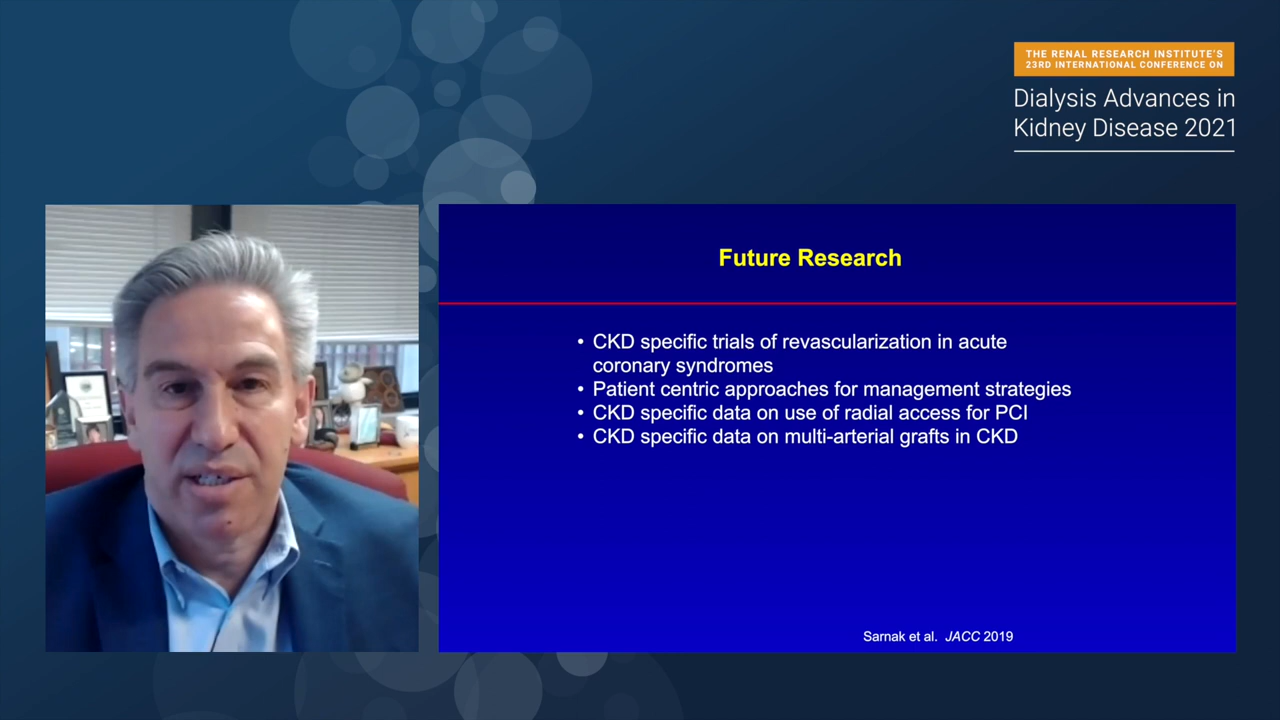 THE RENAL RESEARCH INSTITUTE'S
23RD INTERNATIONAL CONFERENCE ON
Dialysis Advances in
Kidney Disease 2021
Future Research
• CKD specific trials of revascularization in acute
coronary syndromes
• Patient centric approaches for management strategies
• CKD specific data on use of radial access for PCI
• CKD specific data on multi-arterial grafts in CKD
Sarnak et al. JACC 2019